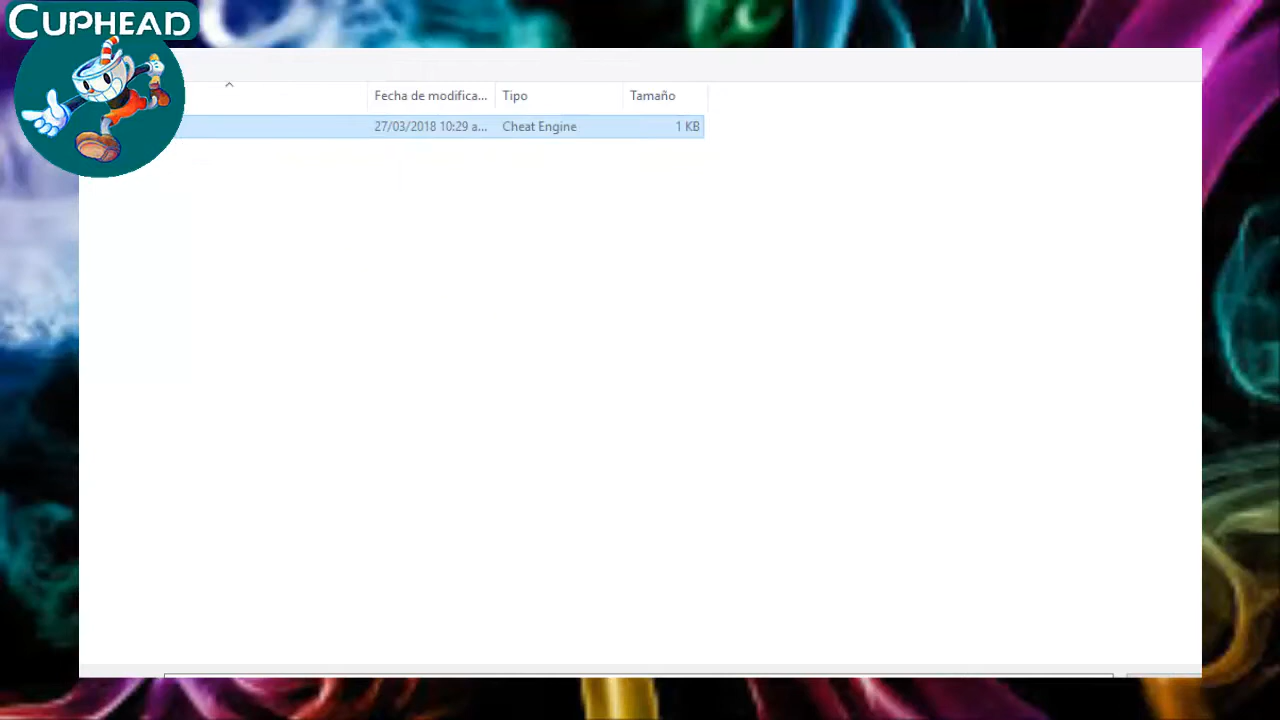 CUPHEAD
Fecha de modifica... Tipo Tamaño
27/03/2018 10:29 a... Cheat Engine 1 KB